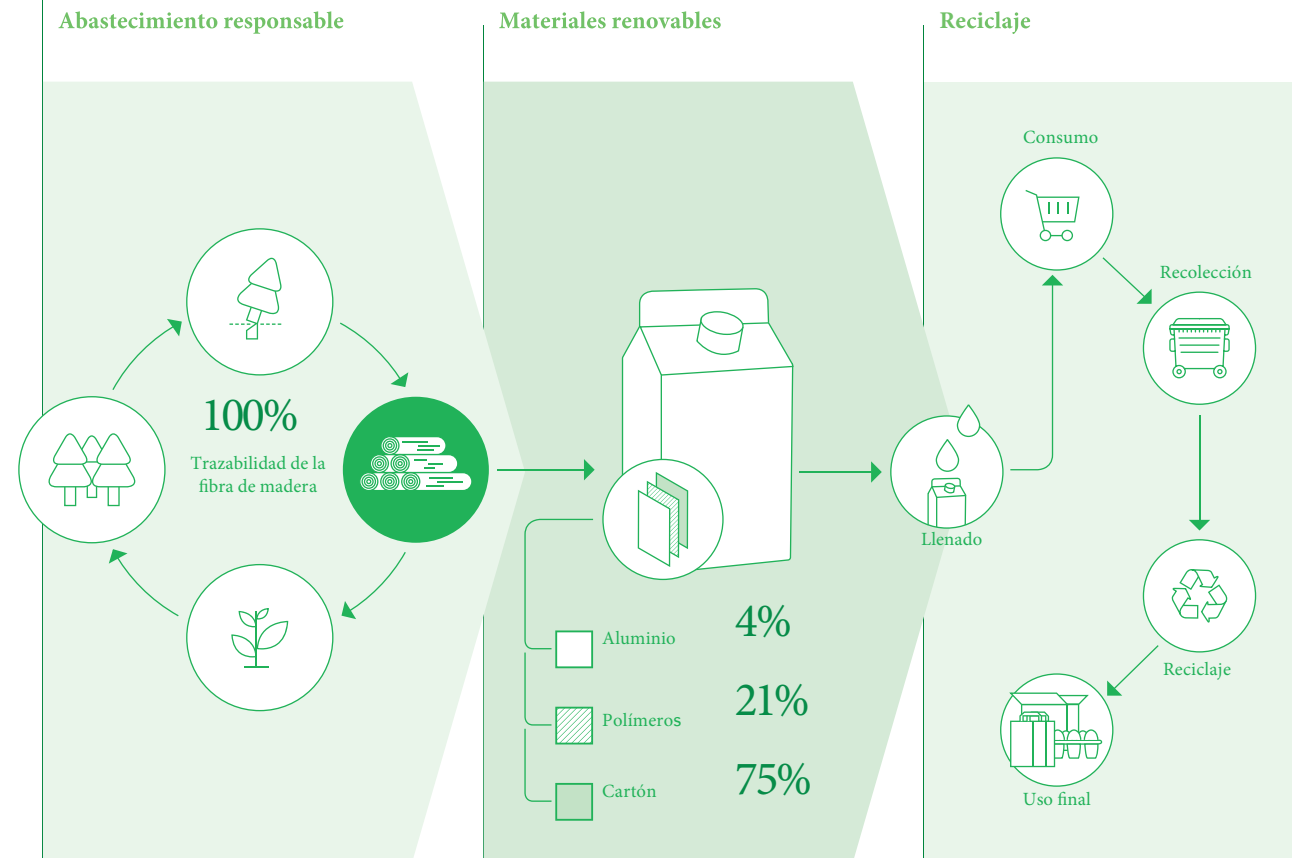 Abastecimiento responsable
Materiales renovables
Reciclaje
100%
Trazabilidad de la
fibra de madera
Aluminio
4%
Polímeros
21%
Cartón
75%
Llenado
Consumo
Recolección
Reciclaje
Uso final